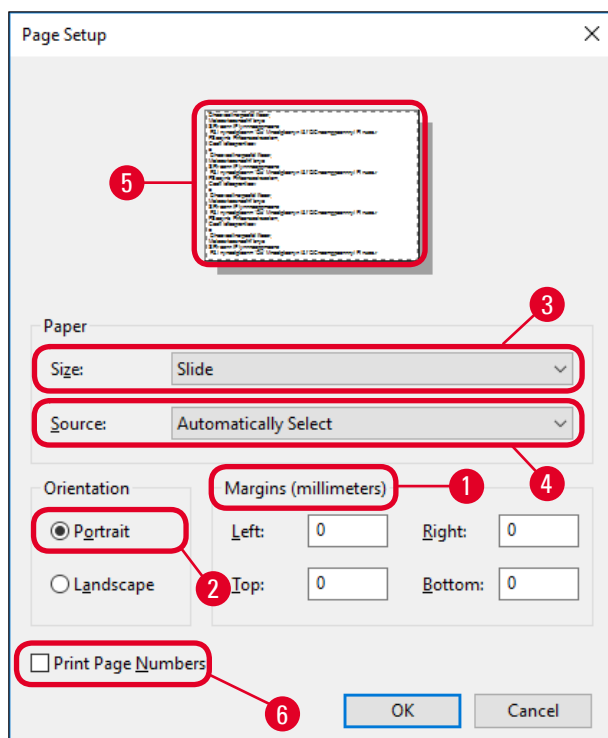 Page Setup
5
3
Paper
Size: Slide
Source: Automatically Select
4
Orientation
Margins (millimeters)
1
Portrait
Left: 0 Right: 0
2
Landscape
Top: 0 Bottom: 0
Print Page Numbers
6
OK Cancel